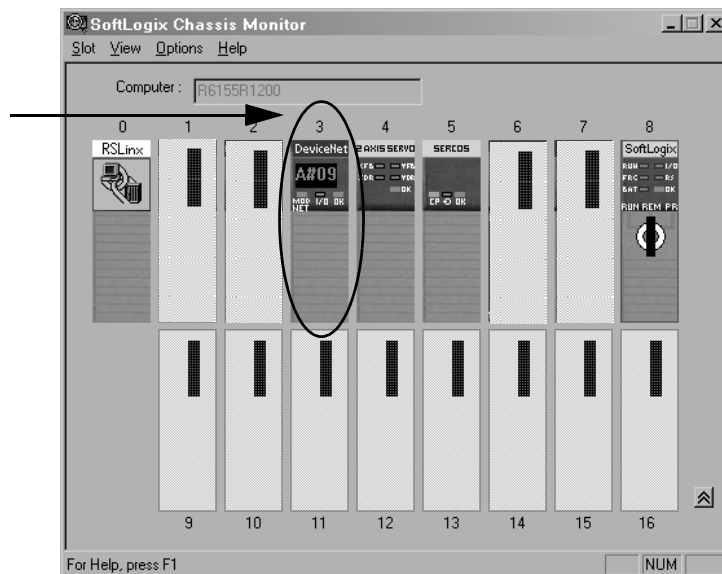 SoftLogix Chassis Monitor
Slot View Options Help
Computer : R6155R1200
0 1 2 3 4 5 6 7 8
RSLinx DeviceNet 2 AXIS SERVO SERCOS SoftLogix
A#09
MOD I/O OK
NET
OK
CP OK
RUN I/O
FRC RS
BAT OK
RUN REM PR
9 10 11 12 13 14 15 16
For Help, press F1 NUM